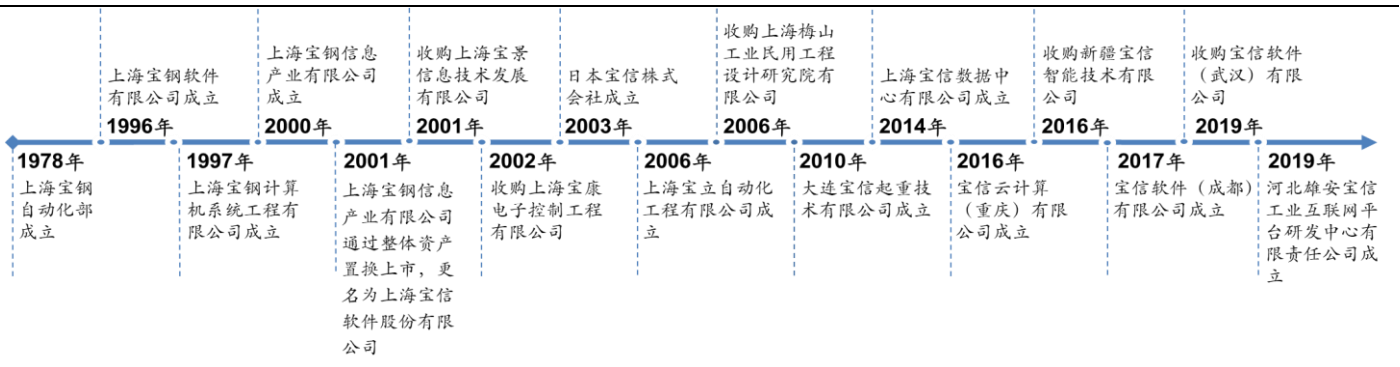 1978年
上海宝钢
自动化部
成立
上海宝钢软件
有限公司成立
1996年
1997年
上海宝钢计算
机系统工程有
限公司成立
上海宝钢信息
产业有限公司
成立
2000年
2001年
上海宝钢信息
产业有限公司
通过整体资产
置换上市，更
名为上海宝信
软件股份有限
公司
收购上海宝景
信息技术发展
有限公司
2001年
2002年
收购上海宝康
电子控制工程
有限公司
日本宝信株式
会社成立
2003年
2006年
上海宝立自动化
工程有限公司成
立
收购上海梅山
工业民用工程
设计研究院有
限公司
2006年
2010年
大连宝信起重技
术有限公司成立
上海宝信数据中
心有限公司成立
2014年
2016年
宝信云计算
（重庆）有限
公司成立
收购新疆宝信
智能技术有限
公司
2016年
2017年
宝信软件（成都）
有限公司成立
收购宝信软件
（武汉）有限
公司
2019年
2019年
河北雄安宝信
工业互联网平
台研发中心有
限责任公司成
立